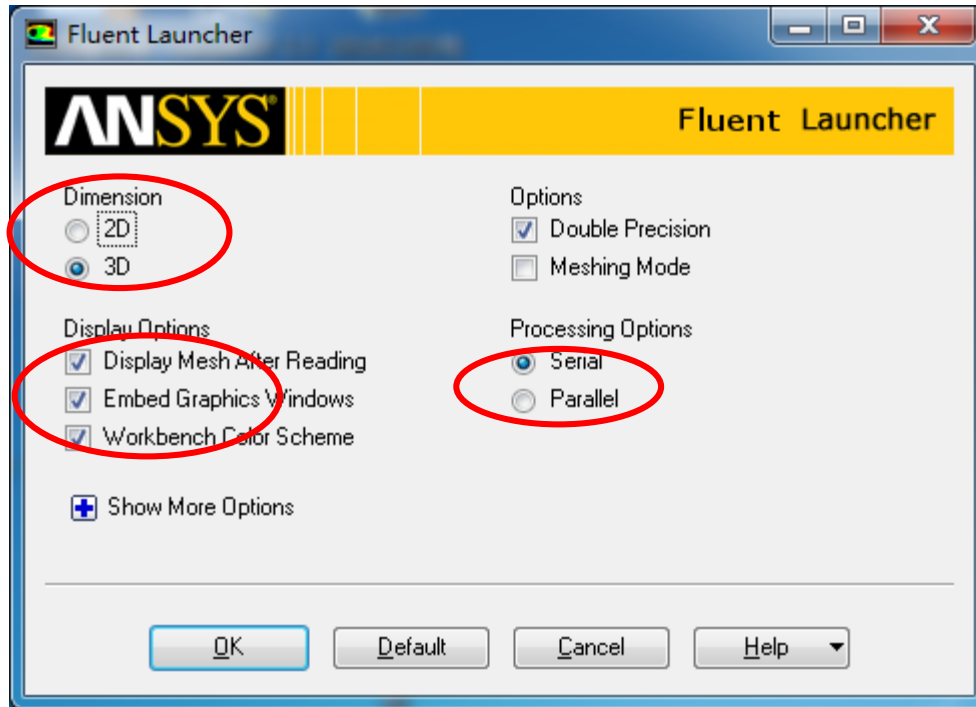 Fluent Launcher
ANSYS®
Fluent Launcher
Dimension
2D
3D
Options
Double Precision
Meshing Mode
Display Options
Display Mesh After Reading
Embed Graphics Windows
Workbench Color Scheme
Processing Options
Serial
Parallel
Show More Options
OK
Default
Cancel
Help